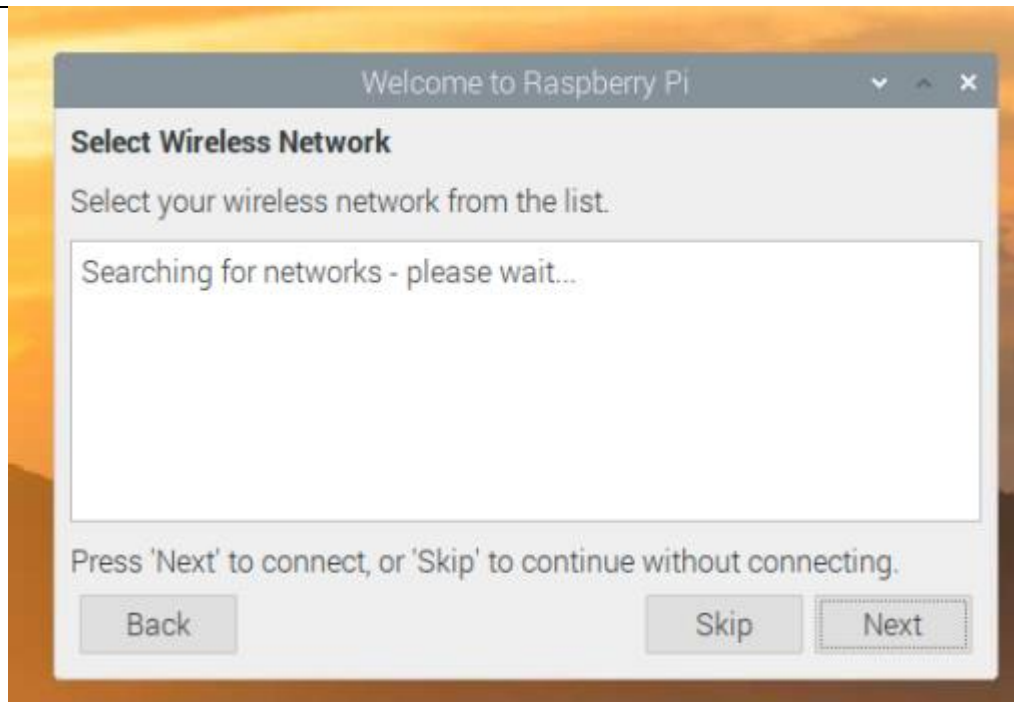 Welcome to Raspberry Pi
Select Wireless Network
Select your wireless network from the list.
Searching for networks - please wait...
Press 'Next' to connect, or 'Skip' to continue without connecting.
Back Skip Next